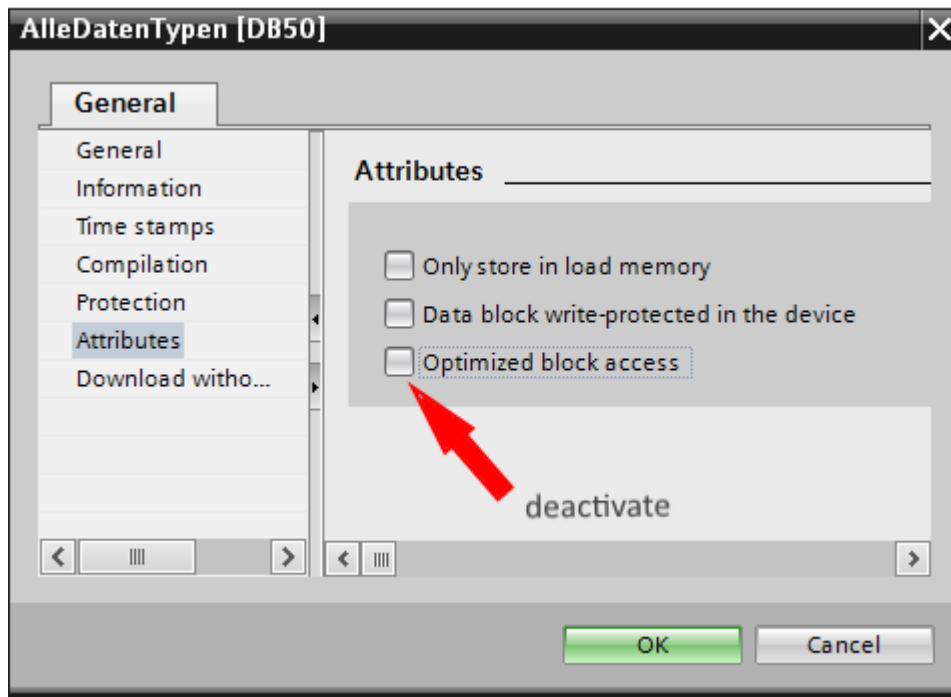 AlleDatenTypen [DB50]
General
General
Information
Time stamps
Compilation
Protection
Attributes
Download witho...
Attributes
Only store in load memory
Data block write-protected in the device
Optimized block access
deactivate
OK
Cancel